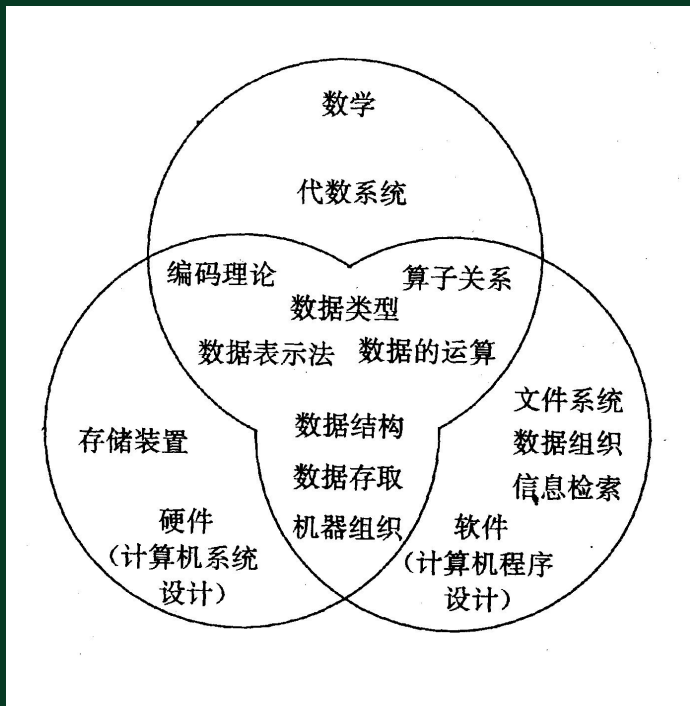 数学
代数系统
编码理论
算子关系
数据类型
数据表示法
数据的运算
文件系统
数据组织
信息检索
存储装置
数据结构
数据存取
机器组织
硬件
（计算机系统
设计）
软件
（计算机程序
设计）